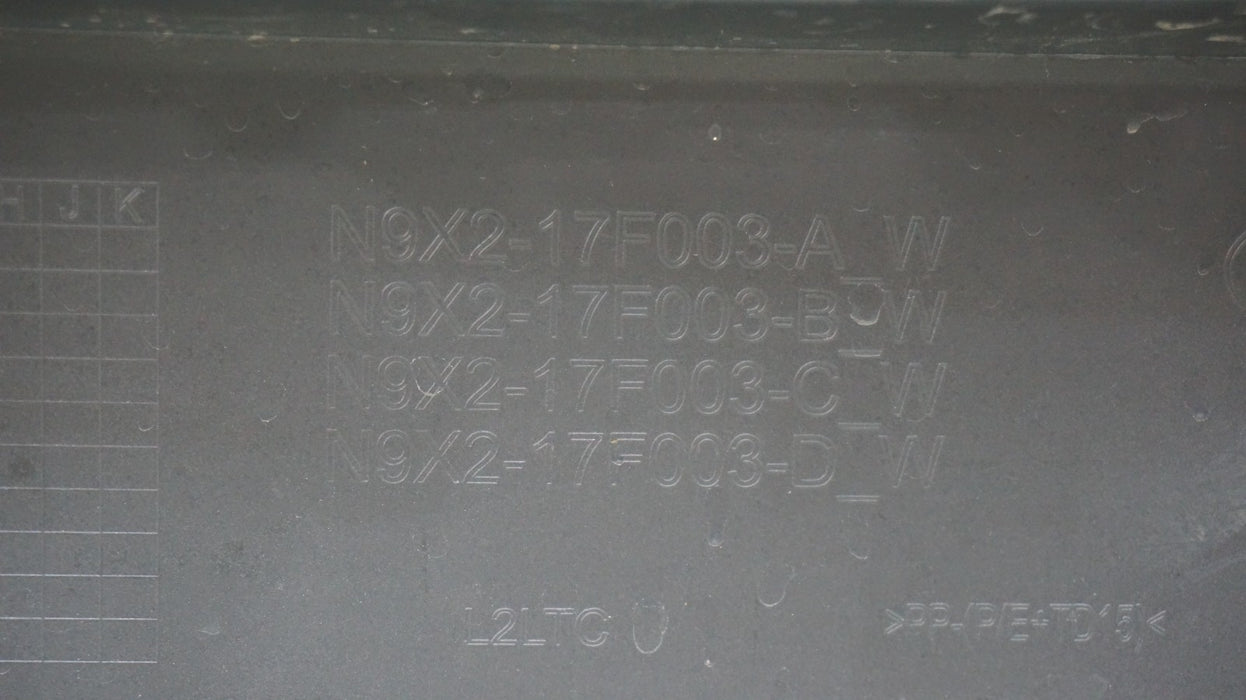 H J K
N9X2-17F003-A_W
N9X2-17F003-B_W
N9X2-17F003-C_W
N9X2-17F003-D_W
L2LTC
>PP-(P/E+TD15)<